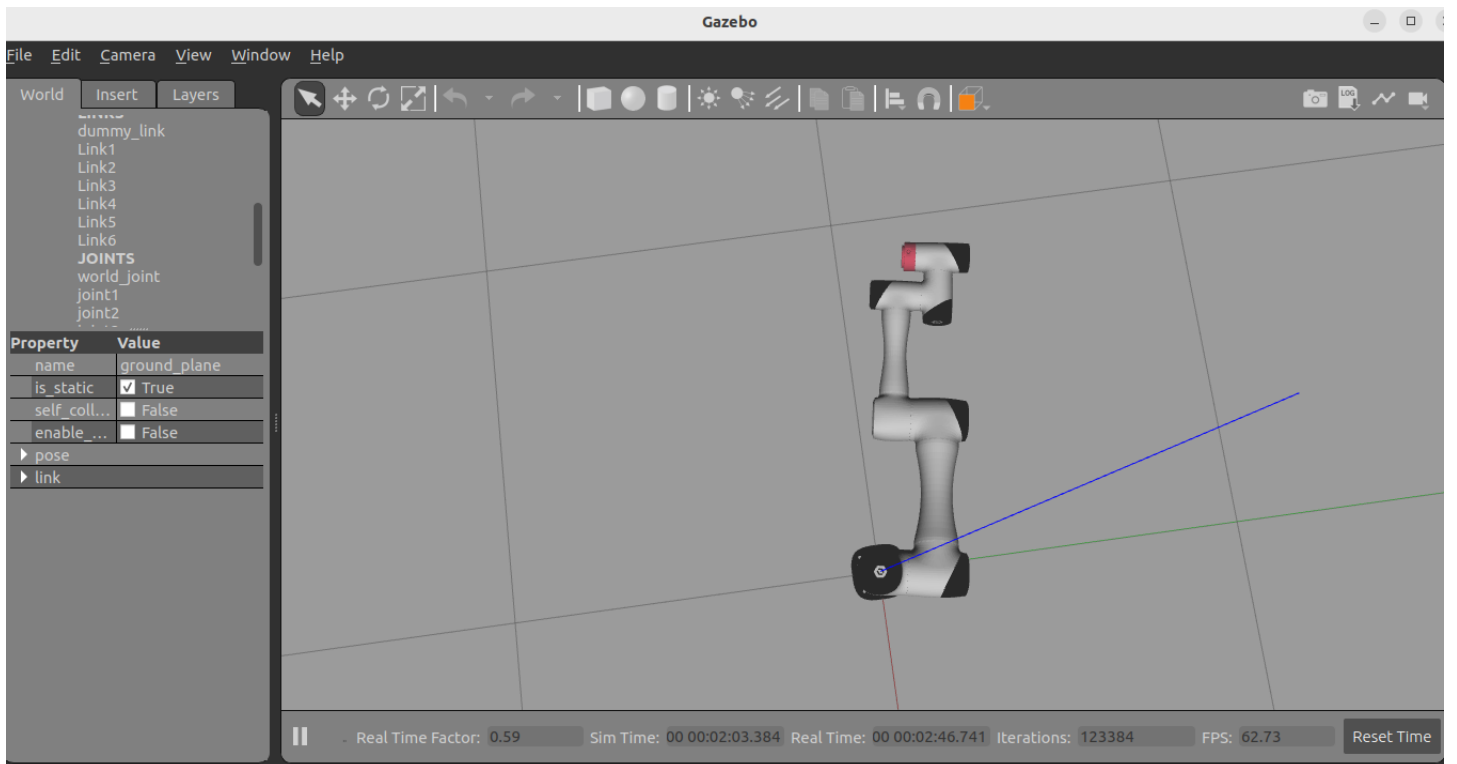 Gazebo
File Edit Camera View Window Help
World Insert Layers
LINKS
dummy_link
Link1
Link2
Link3
Link4
Link5
Link6
JOINTS
world_joint
joint1
joint2
Property Value
name ground_plane
is_static True
self_coll... False
enable_... False
pose
link
LOG
Real Time Factor: 0.59 Sim Time: 00 00:02:03.384 Real Time: 00 00:02:46.741 Iterations: 123384 FPS: 62.73 Reset Time